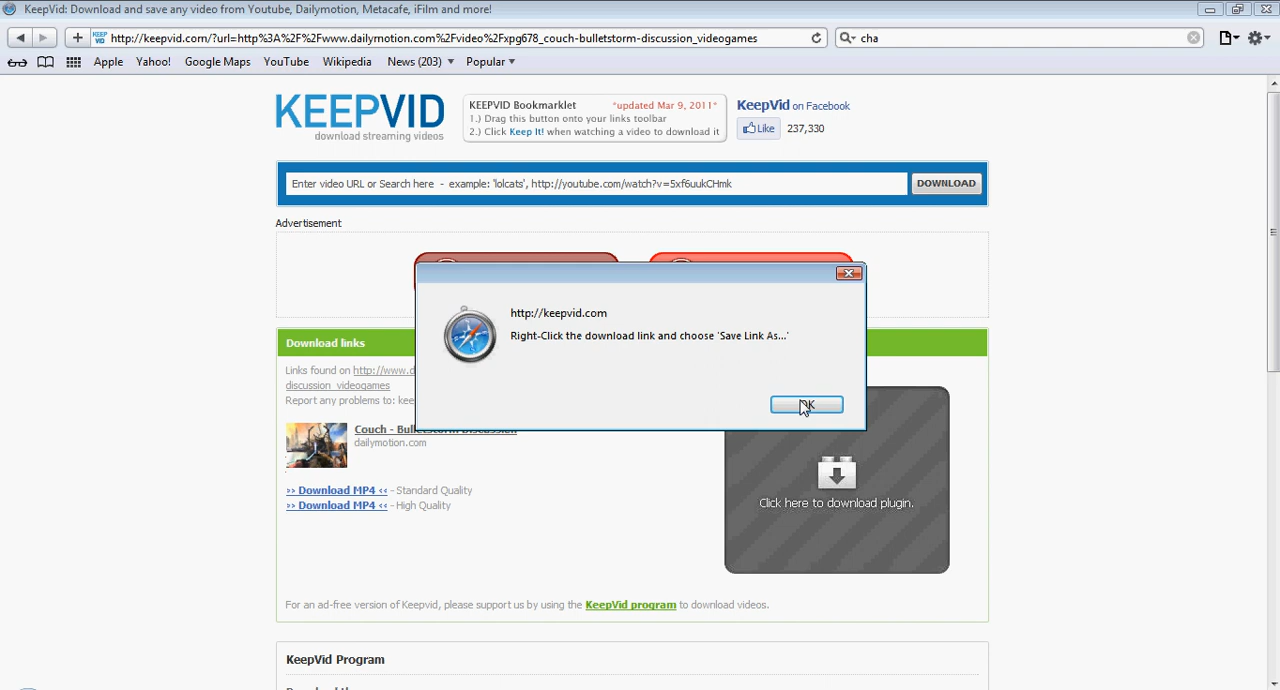 KeepVid: Download and save any video from Youtube, Dailymotion, Metacafe, iFilm and more!
http://keepvid.com/?url=http%3A%2F%2Fwww.dailymotion.com%2Fvideo%2Fxpg678_couch-bulletstorm-discussion_videogames
cha
Apple Yahoo! Google Maps YouTube Wikipedia News (203) Popular
KEEPVID
download streaming videos
KEEPVID Bookmarklet *updated Mar 9, 2011*
1.) Drag this button onto your links toolbar
2.) Click Keep It! when watching a video to download it
KeepVid on Facebook
Like 237,330
Enter video URL or Search here - example: 'lolcats', http://youtube.com/watch?v=5xf6uukCHmk
DOWNLOAD
Advertisement
http://keepvid.com
Right-Click the download link and choose 'Save Link As...'
Download links
Links found on http://www.d
discussion_videogames
Report any problems to: kee
Couch - Bulletstorm Discussion
dailymotion.com
>> Download MP4 << - Standard Quality
>> Download MP4 << - High Quality
Click here to download plugin.
For an ad-free version of Keepvid, please support us by using the KeepVid program to download videos.
KeepVid Program